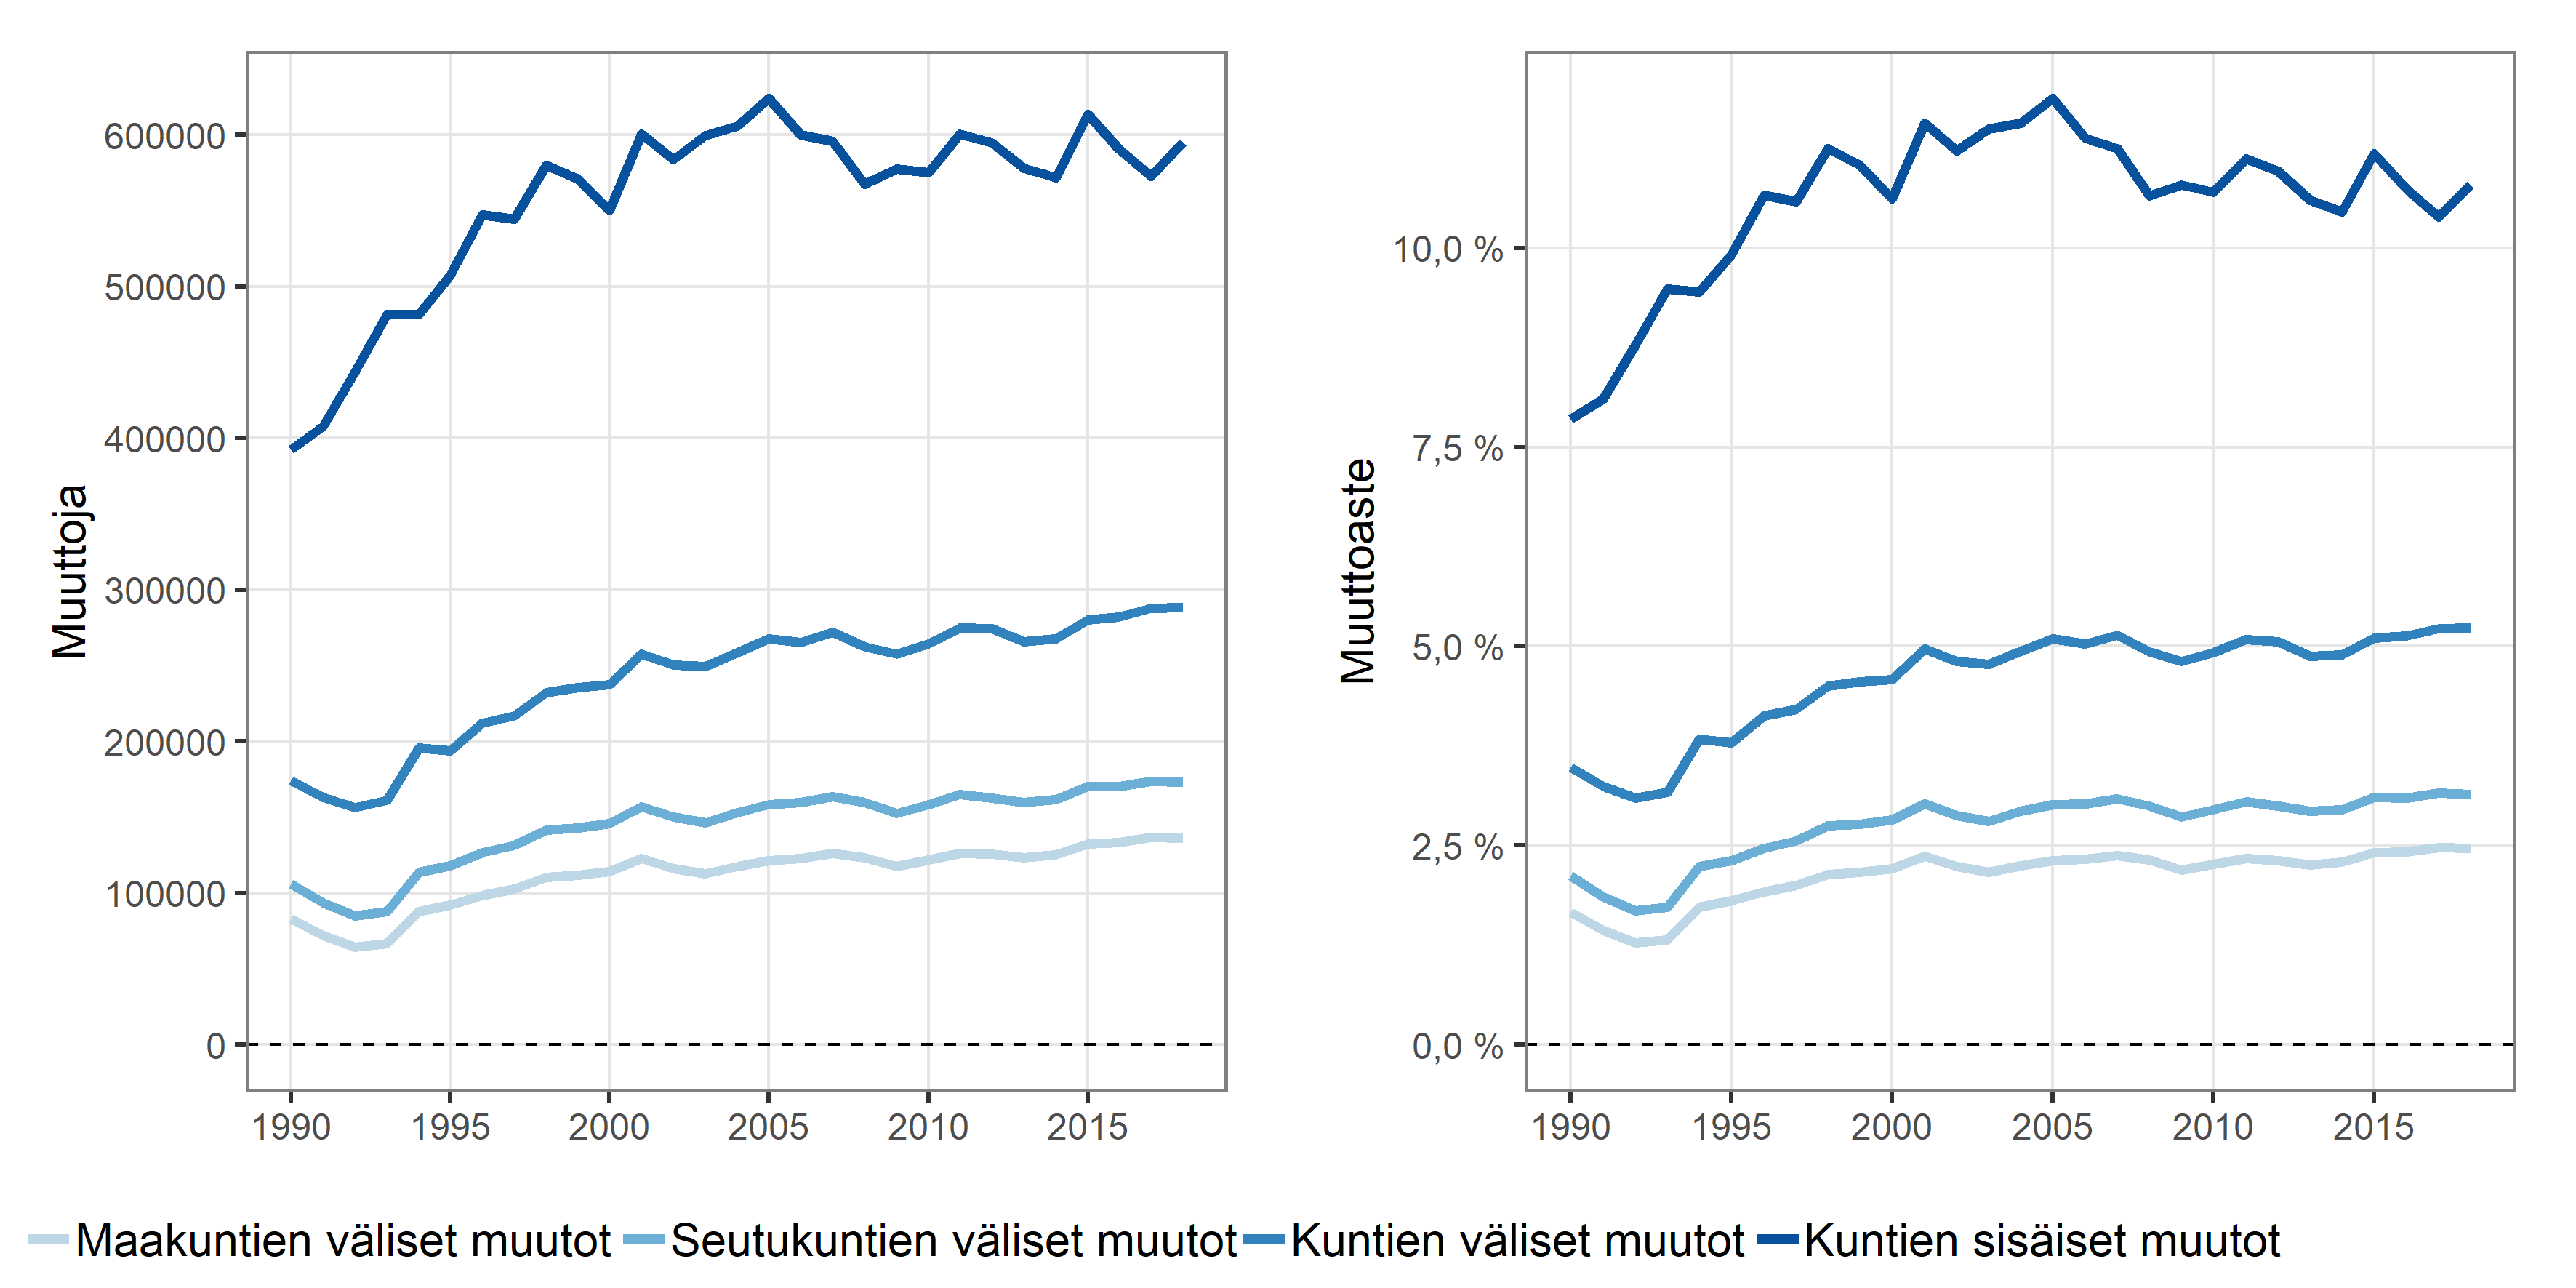 Muuttoja
600000
500000
400000
300000
200000
100000
0
1990 1995 2000 2005 2010 2015
Muuttoaste
10,0 %
7,5 %
5,0 %
2,5 %
0,0 %
1990 1995 2000 2005 2010 2015
Maakuntien väliset muutot Seutukuntien väliset muutot Kuntien väliset muutot Kuntien sisäiset muutot